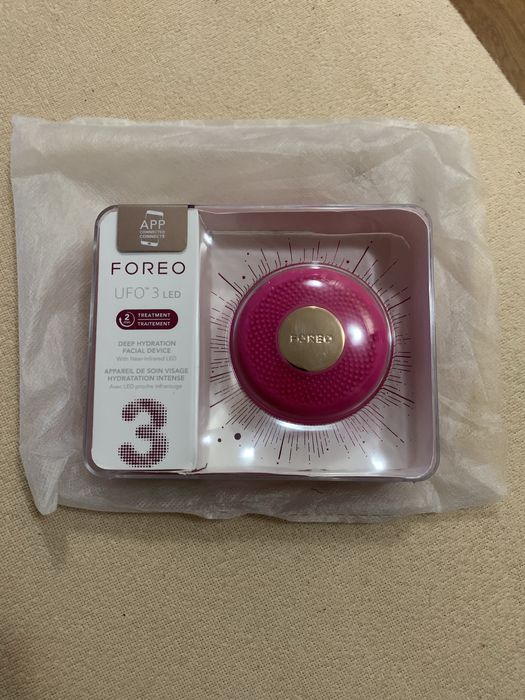 APP
CONNECTED
CONNECTÉ
FOREO
UFO™ 3 LED
2
TREATMENT
TRAITEMENT
DEEP HYDRATION
FACIAL DEVICE
With Near-Infrared LED
APPAREIL DE SOIN VISAGE
HYDRATATION INTENSE
Avec LED proche infrarouge
3
FOREO